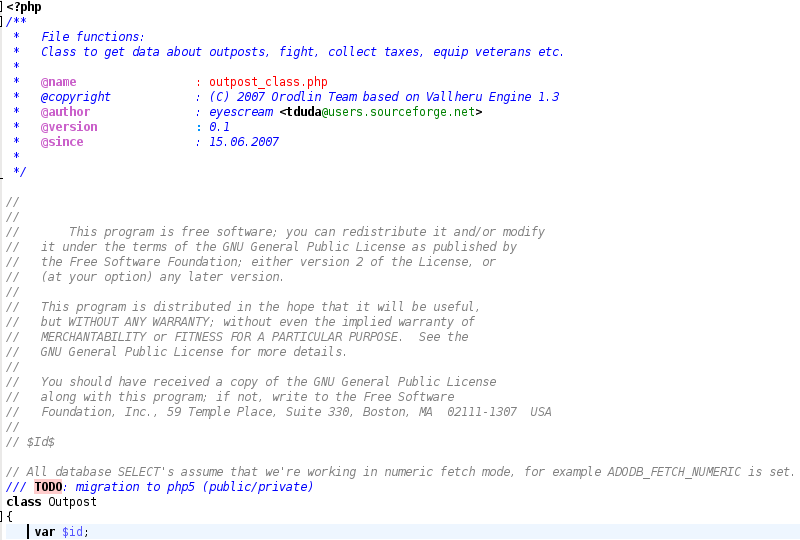 <?php
/**
 *   File functions:
 *   Class to get data about outposts, fight, collect taxes, equip veterans etc.
 *
 *   @name                 : outpost_class.php
 *   @copyright            : (C) 2007 Orodlin Team based on Vallheru Engine 1.3
 *   @author               : eyescream <tduda@users.sourceforge.net>
 *   @version              : 0.1
 *   @since                : 15.06.2007
 *
 */
//
//
//       This program is free software; you can redistribute it and/or modify
//   it under the terms of the GNU General Public License as published by
//   the Free Software Foundation; either version 2 of the License, or
//   (at your option) any later version.
//
//   This program is distributed in the hope that it will be useful,
//   but WITHOUT ANY WARRANTY; without even the implied warranty of
//   MERCHANTABILITY or FITNESS FOR A PARTICULAR PURPOSE.  See the
//   GNU General Public License for more details.
//
//   You should have received a copy of the GNU General Public License
//   along with this program; if not, write to the Free Software
//   Foundation, Inc., 59 Temple Place, Suite 330, Boston, MA  02111-1307  USA
//
// $Id$
// All database SELECT's assume that we're working in numeric fetch mode, for example ADODB_FETCH_NUMERIC is set.
/// TODO: migration to php5 (public/private)
class Outpost
{
    var $id;